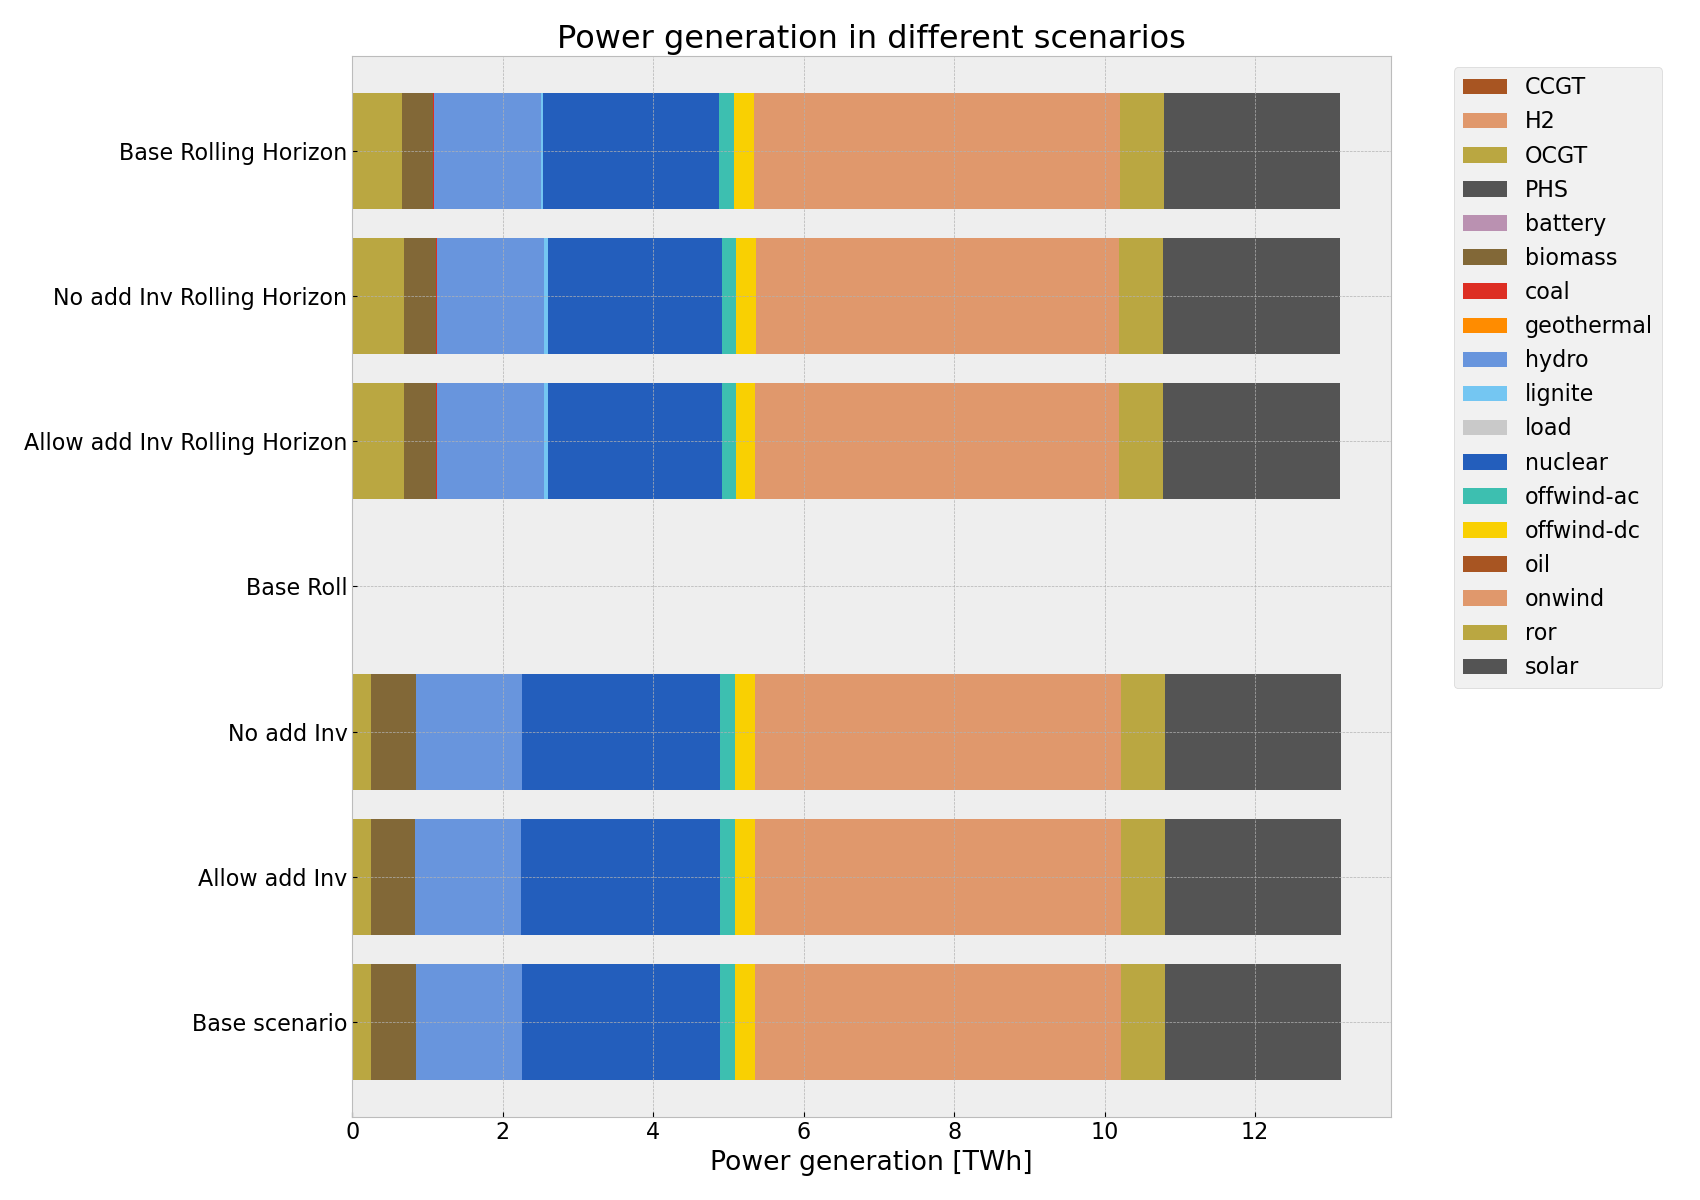 Power generation in different scenarios
Base Rolling Horizon
No add Inv Rolling Horizon
Allow add Inv Rolling Horizon
Base Roll
No add Inv
Allow add Inv
Base scenario
0 2 4 6 8 10 12
Power generation [TWh]
CCGT
H2
OCGT
PHS
battery
biomass
coal
geothermal
hydro
lignite
load
nuclear
offwind-ac
offwind-dc
oil
onwind
ror
solar